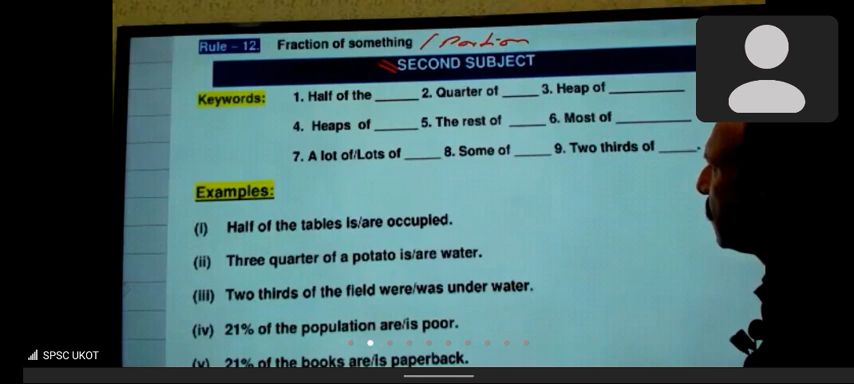 Rule – 12. Fraction of something / Portion
SECOND SUBJECT
Keywords: 1. Half of the _____ 2. Quarter of _____ 3. Heap of _____
4. Heaps of _____ 5. The rest of _____ 6. Most of _____
7. A lot of/Lots of _____ 8. Some of _____ 9. Two thirds of _____.
Examples:
(i) Half of the tables is/are occupied.
(ii) Three quarter of a potato is/are water.
(iii) Two thirds of the field were/was under water.
(iv) 21% of the population are/is poor.
(v) 21% of the books are/is paperback.
SPSC UKOT